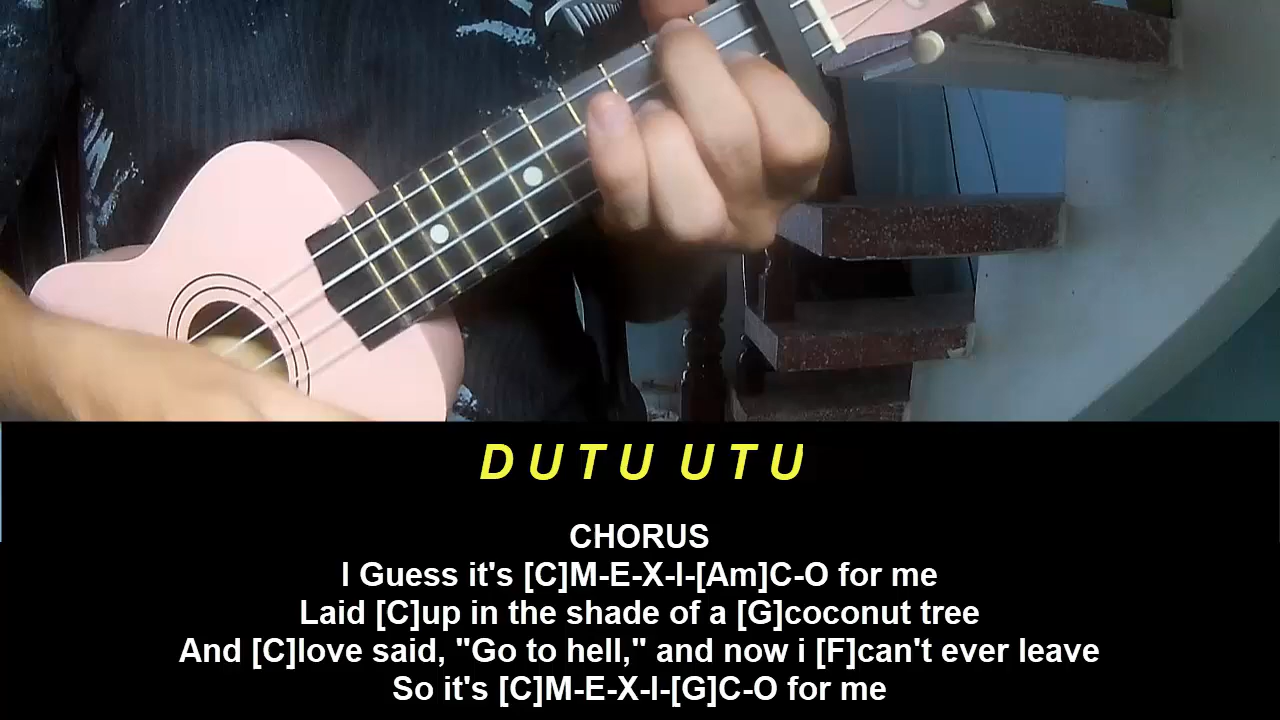 D U T U U T U
CHORUS
I Guess it's [C]M-E-X-I-[Am]C-O for me
Laid [C]up in the shade of a [G]coconut tree
And [C]love said, "Go to hell," and now i [F]can't ever leave
So it's [C]M-E-X-I-[G]C-O for me